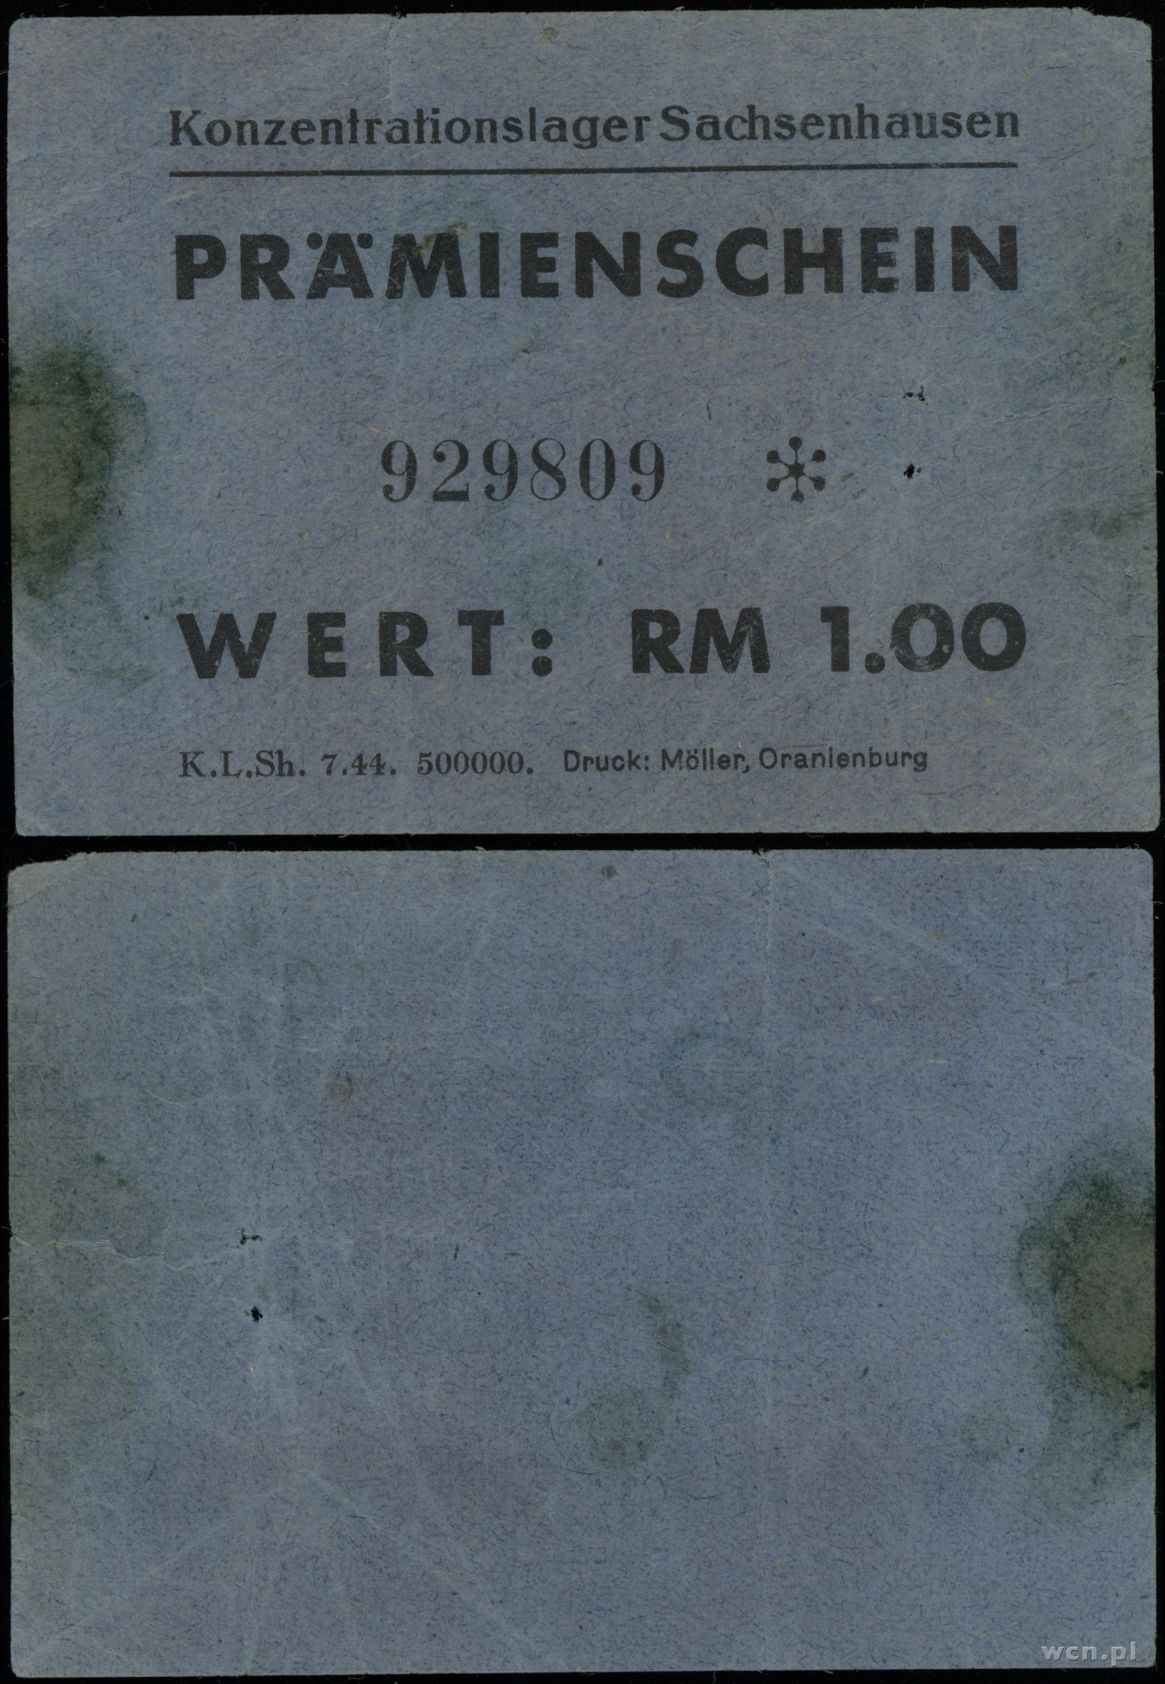 Konzentrationslager Sachsenhausen
PRÄMIENSCHEIN
929809 *
WERT: RM 1.00
K.L.Sh. 7.44. 500000. Druck: Möller, Oranienburg
wcn.pl